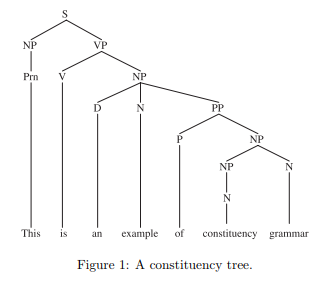 S
NP VP
Prn V NP
D N PP
P NP
NP N
N
This is an example of constituency grammar
Figure 1: A constituency tree.